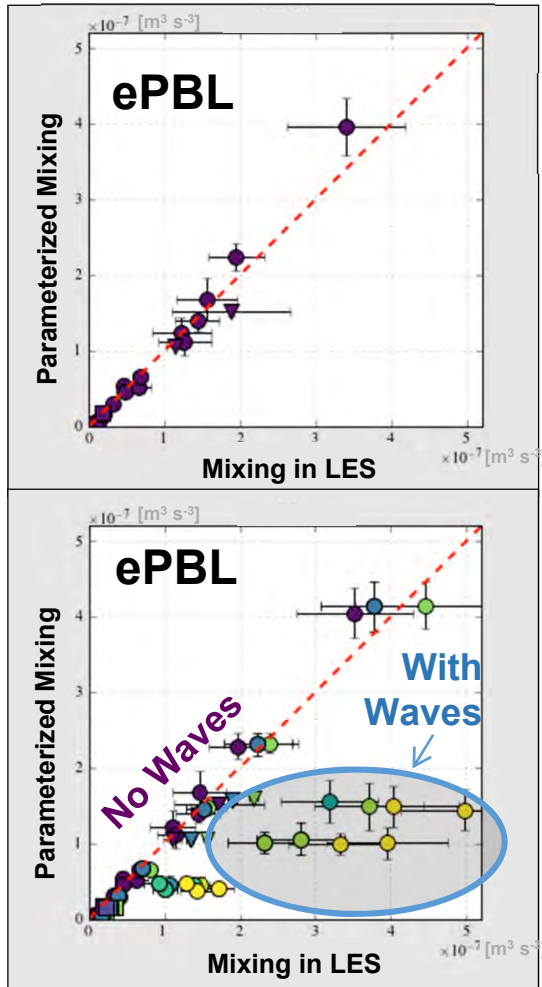 ×10⁻⁷ [m³ s⁻³]
5
ePBL
4
3
2
1
0
Parameterized Mixing
0 1 2 3 4 5
×10⁻⁷ [m³ s⁻³
Mixing in LES
×10⁻⁷ [m³ s⁻³]
5
ePBL
4
With
Waves
No Waves
3
2
1
0
Parameterized Mixing
0 1 2 3 4 5
×10⁻⁷ [m³ s⁻³]
Mixing in LES